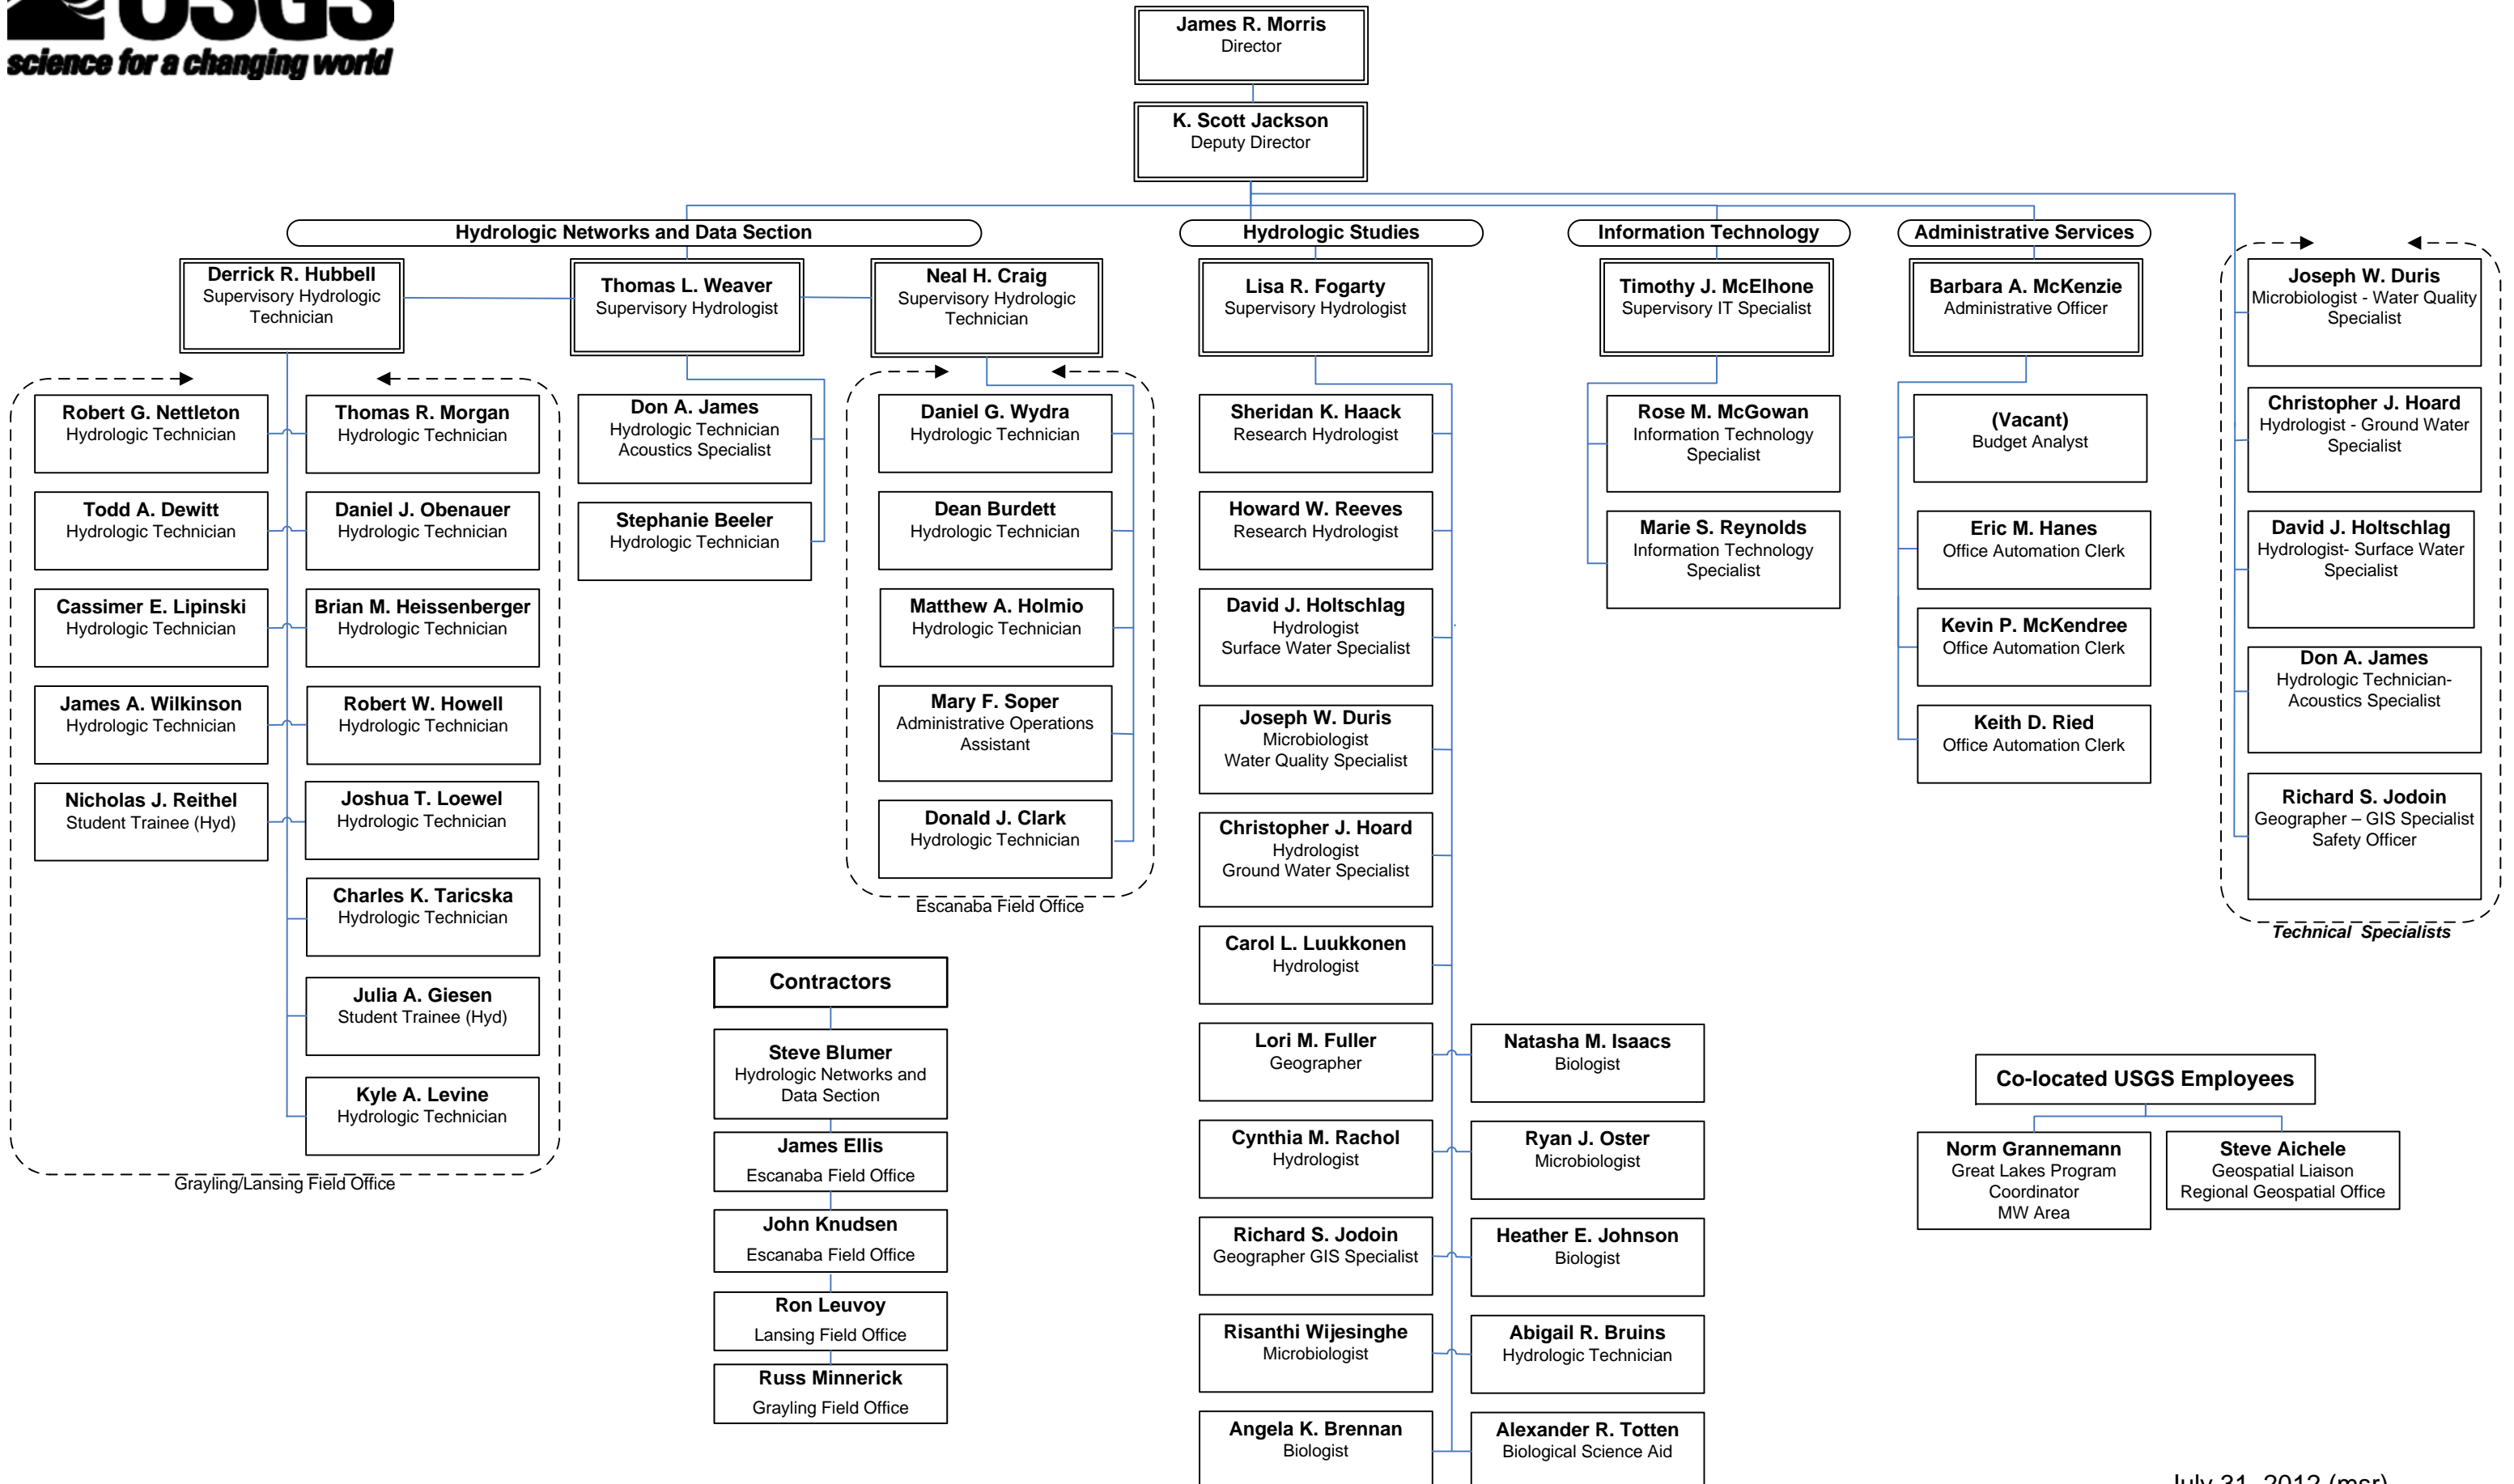 USGS
science for a changing world
James R. Morris
Director
K. Scott Jackson
Deputy Director
Hydrologic Networks and Data Section
Hydrologic Studies
Information Technology
Administrative Services
Derrick R. Hubbell
Supervisory Hydrologic
Technician
Thomas L. Weaver
Supervisory Hydrologist
Neal H. Craig
Supervisory Hydrologic
Technician
Lisa R. Fogarty
Supervisory Hydrologist
Timothy J. McElhone
Supervisory IT Specialist
Barbara A. McKenzie
Administrative Officer
Robert G. Nettleton
Hydrologic Technician
Thomas R. Morgan
Hydrologic Technician
Todd A. Dewitt
Hydrologic Technician
Daniel J. Obenauer
Hydrologic Technician
Cassimer E. Lipinski
Hydrologic Technician
Brian M. Heissenberger
Hydrologic Technician
James A. Wilkinson
Hydrologic Technician
Robert W. Howell
Hydrologic Technician
Nicholas J. Reithel
Student Trainee (Hyd)
Joshua T. Loewel
Hydrologic Technician
Charles K. Taricska
Hydrologic Technician
Julia A. Giesen
Student Trainee (Hyd)
Kyle A. Levine
Hydrologic Technician
Grayling/Lansing Field Office
Don A. James
Hydrologic Technician
Acoustics Specialist
Stephanie Beeler
Hydrologic Technician
Daniel G. Wydra
Hydrologic Technician
Dean Burdett
Hydrologic Technician
Matthew A. Holmio
Hydrologic Technician
Mary F. Soper
Administrative Operations
Assistant
Donald J. Clark
Hydrologic Technician
Escanaba Field Office
Contractors
Steve Blumer
Hydrologic Networks and
Data Section
James Ellis
Escanaba Field Office
John Knudsen
Escanaba Field Office
Ron Leuvoy
Lansing Field Office
Russ Minnerick
Grayling Field Office
Sheridan K. Haack
Research Hydrologist
Howard W. Reeves
Research Hydrologist
David J. Holtschlag
Hydrologist
Surface Water Specialist
Joseph W. Duris
Microbiologist
Water Quality Specialist
Christopher J. Hoard
Hydrologist
Ground Water Specialist
Carol L. Luukkonen
Hydrologist
Lori M. Fuller
Geographer
Natasha M. Isaacs
Biologist
Cynthia M. Rachol
Hydrologist
Ryan J. Oster
Microbiologist
Richard S. Jodoin
Geographer GIS Specialist
Heather E. Johnson
Biologist
Risanthi Wijesinghe
Microbiologist
Abigail R. Bruins
Hydrologic Technician
Angela K. Brennan
Biologist
Alexander R. Totten
Biological Science Aid
Rose M. McGowan
Information Technology
Specialist
Marie S. Reynolds
Information Technology
Specialist
(Vacant)
Budget Analyst
Eric M. Hanes
Office Automation Clerk
Kevin P. McKendree
Office Automation Clerk
Keith D. Ried
Office Automation Clerk
Joseph W. Duris
Microbiologist - Water Quality
Specialist
Christopher J. Hoard
Hydrologist - Ground Water
Specialist
David J. Holtschlag
Hydrologist- Surface Water
Specialist
Don A. James
Hydrologic Technician-
Acoustics Specialist
Richard S. Jodoin
Geographer – GIS Specialist
Safety Officer
Technical Specialists
Co-located USGS Employees
Norm Grannemann
Great Lakes Program
Coordinator
MW Area
Steve Aichele
Geospatial Liaison
Regional Geospatial Office
July 31, 2012 (msr)